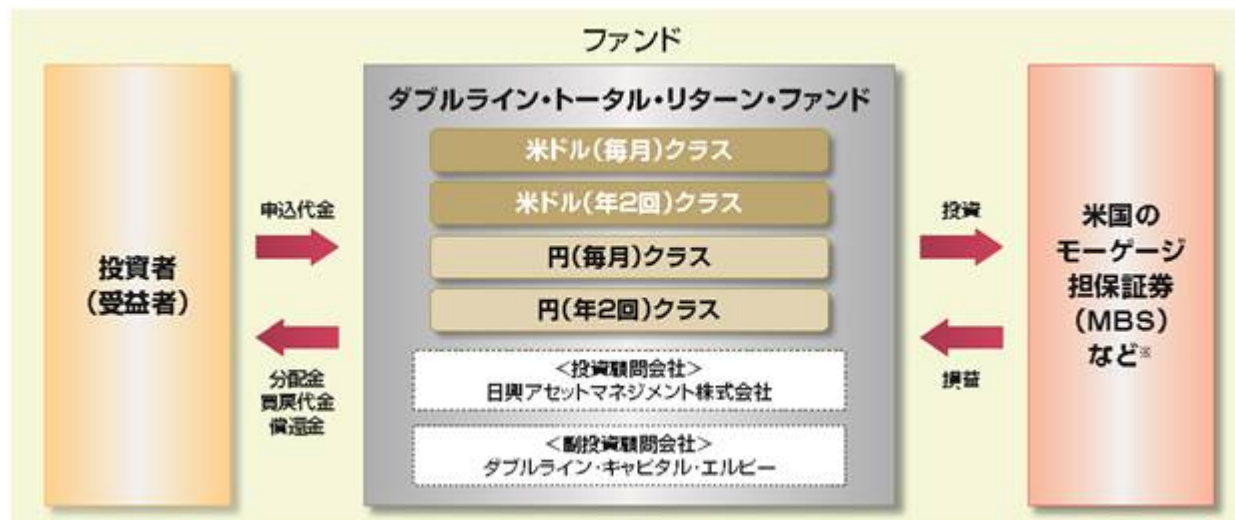 ファンド
投資者
(受益者)
申込代金
分配金
買戻代金
償還金
ダブルライン・トータル・リターン・ファンド
米ドル(毎月)クラス
米ドル(年2回)クラス
円(毎月)クラス
円(年2回)クラス
<投資顧問会社>
日興アセットマネジメント株式会社
<副投資顧問会社>
ダブルライン・キャピタル・エルピー
投資
損益
米国の
モーゲージ
担保証券
(MBS)
など※